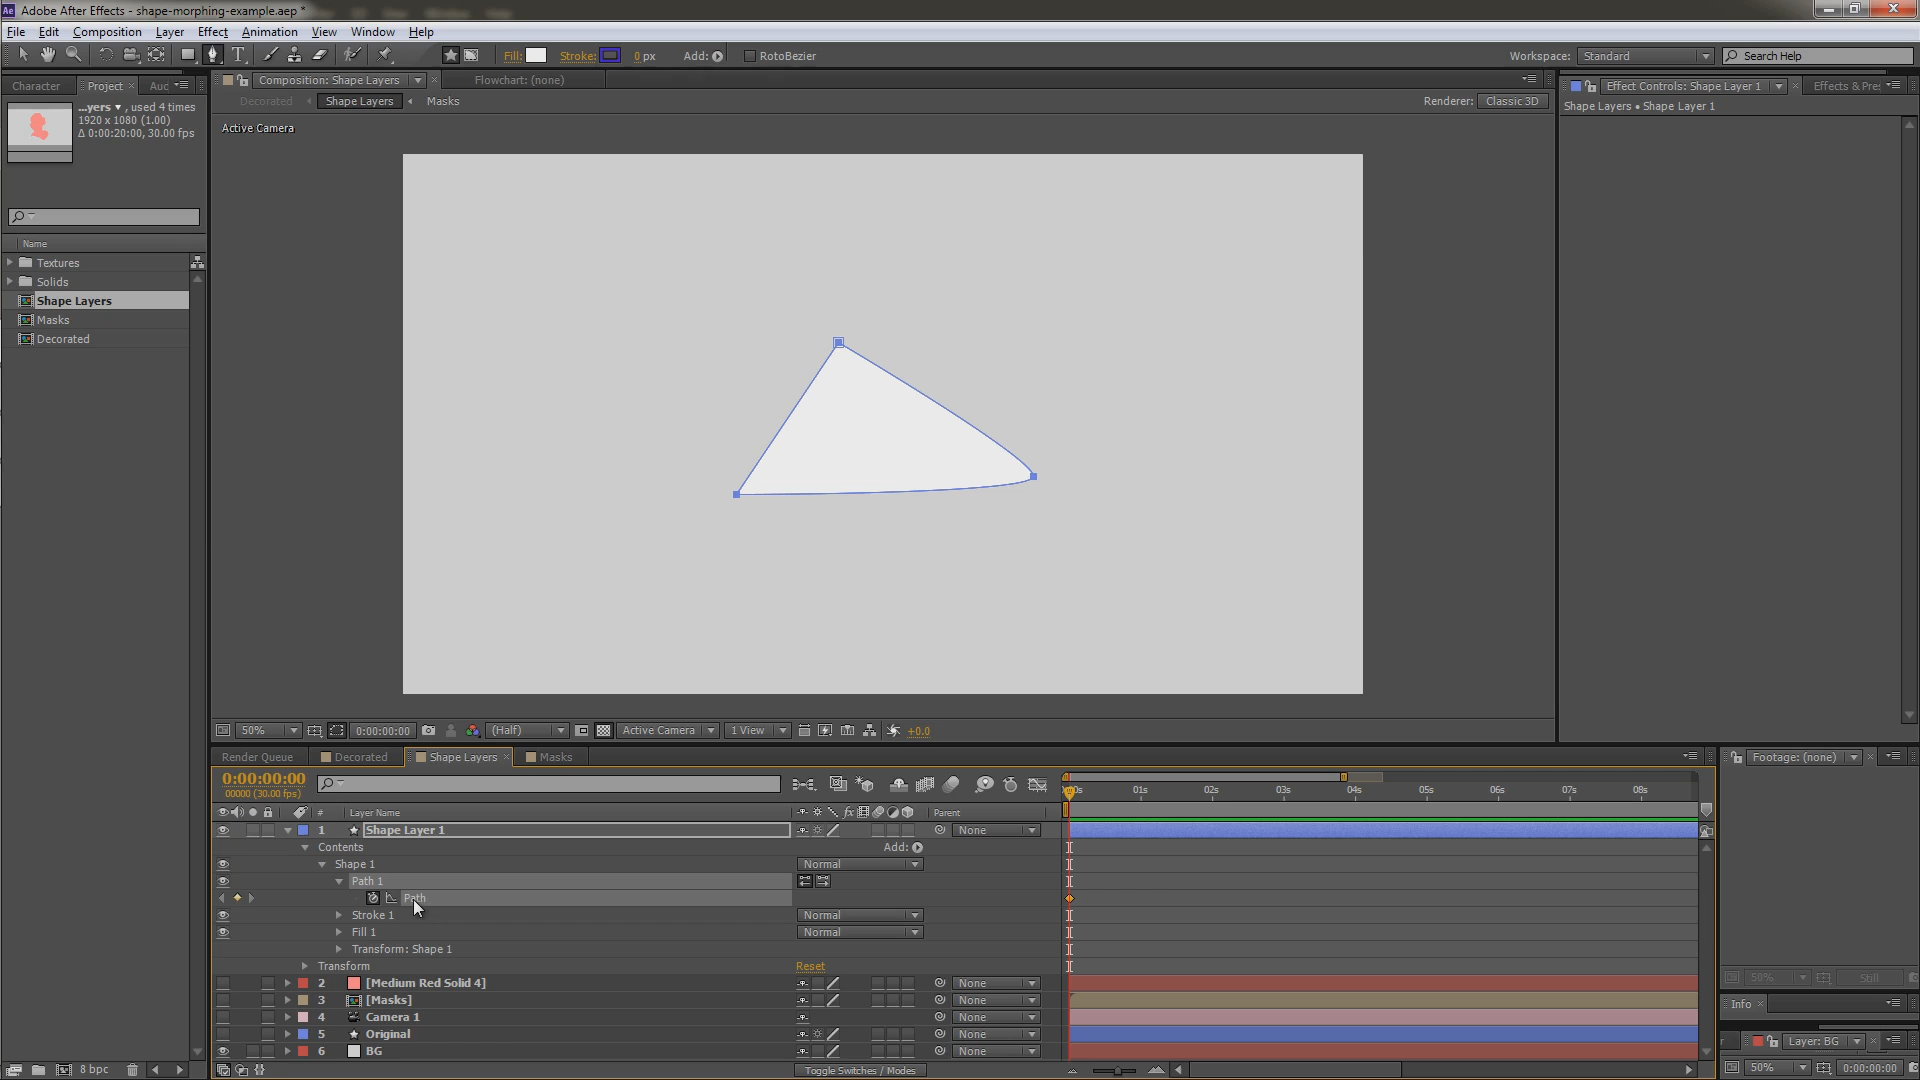 Adobe After Effects - shape-morphing-example.aep *
File Edit Composition Layer Effect Animation View Window Help
Fill: Stroke: 0 px Add: RotoBezier Workspace: Standard Search Help
Character Project × Auc
Composition: Shape Layers × Flowchart: (none)
Effect Controls: Shape Layer 1 × Effects & Pre
...yers ▾ , used 4 times
1920 x 1080 (1.00)
Δ 0:00:20:00, 30.00 fps
Decorated Shape Layers Masks
Renderer: Classic 3D
Shape Layers • Shape Layer 1
Active Camera
Name
Textures
Solids
Shape Layers
Masks
Decorated
50% 0:00:00:00 (Half) Active Camera 1 View +0.0
Render Queue Decorated Shape Layers × Masks
Footage: (none) ×
0:00:00:00
00000 (30.00 fps)
01s 02s 03s 04s 05s 06s 07s 08s
# Layer Name Parent
1 Shape Layer 1 None
Contents Add:
Shape 1 Normal
Path 1
Path
Stroke 1 Normal
Fill 1 Normal
Transform: Shape 1
Transform Reset
2 [Medium Red Solid 4] None
3 [Masks] None
4 Camera 1 None
5 Original None
6 BG None
50% Still
Info ×
Layer: BG ×
8 bpc
Toggle Switches / Modes
50% 0:00:00:00